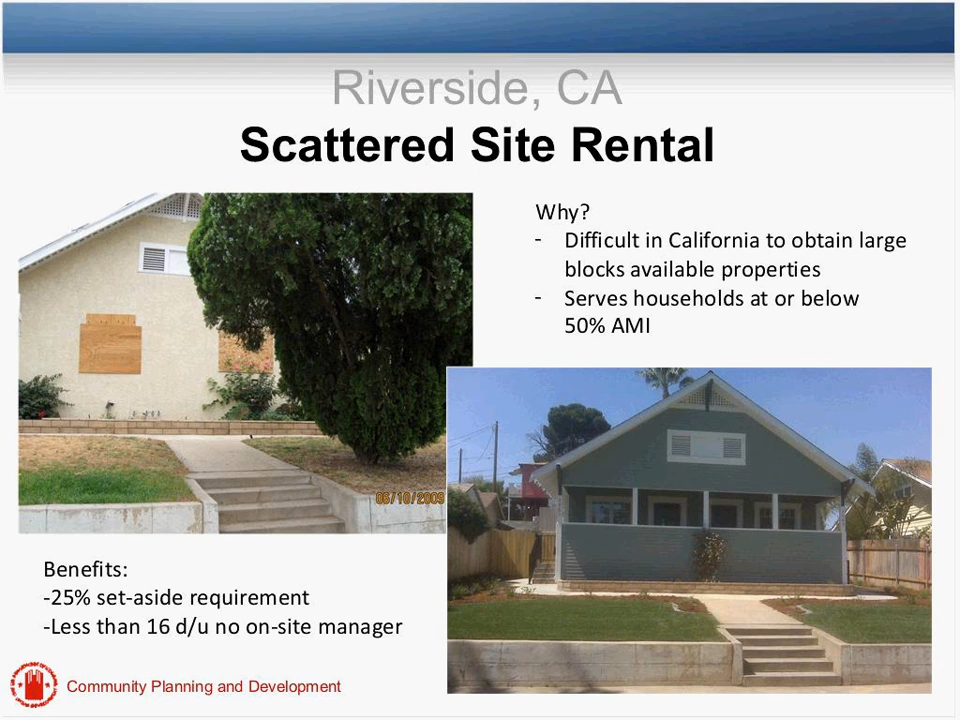 Riverside, CA
Scattered Site Rental
Why?
- Difficult in California to obtain large
blocks available properties
- Serves households at or below
50% AMI
06/10/2009
Benefits:
-25% set-aside requirement
-Less than 16 d/u no on-site manager
Community Planning and Development